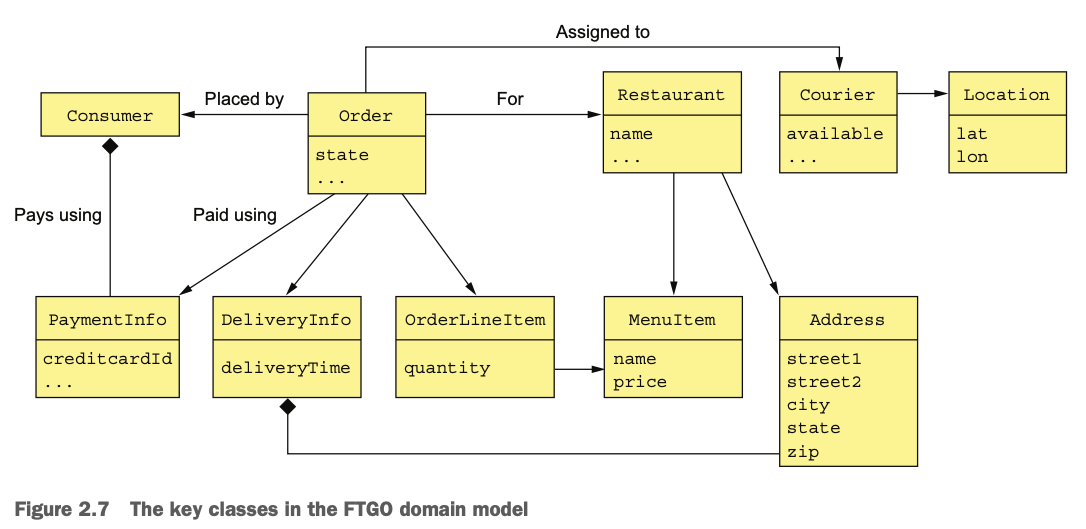 Assigned to
Consumer
Placed by
Order
state
...
For
Restaurant
name
...
Courier
available
...
Location
lat
lon
Pays using
Paid using
PaymentInfo
creditcardId
...
DeliveryInfo
deliveryTime
OrderLineItem
quantity
MenuItem
name
price
Address
street1
street2
city
state
zip
Figure 2.7 The key classes in the FTGO domain model